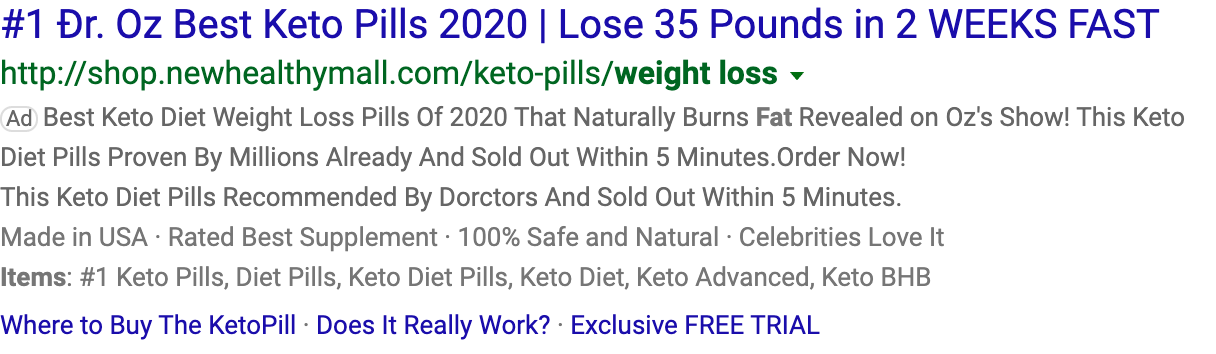 #1 Ðr. Oz Best Keto Pills 2020 | Lose 35 Pounds in 2 WEEKS FAST
http://shop.newhealthymall.com/keto-pills/weight loss
Ad Best Keto Diet Weight Loss Pills Of 2020 That Naturally Burns Fat Revealed on Oz's Show! This Keto
Diet Pills Proven By Millions Already And Sold Out Within 5 Minutes.Order Now!
This Keto Diet Pills Recommended By Dorctors And Sold Out Within 5 Minutes.
Made in USA · Rated Best Supplement · 100% Safe and Natural · Celebrities Love It
Items: #1 Keto Pills, Diet Pills, Keto Diet Pills, Keto Diet, Keto Advanced, Keto BHB
Where to Buy The KetoPill · Does It Really Work? · Exclusive FREE TRIAL